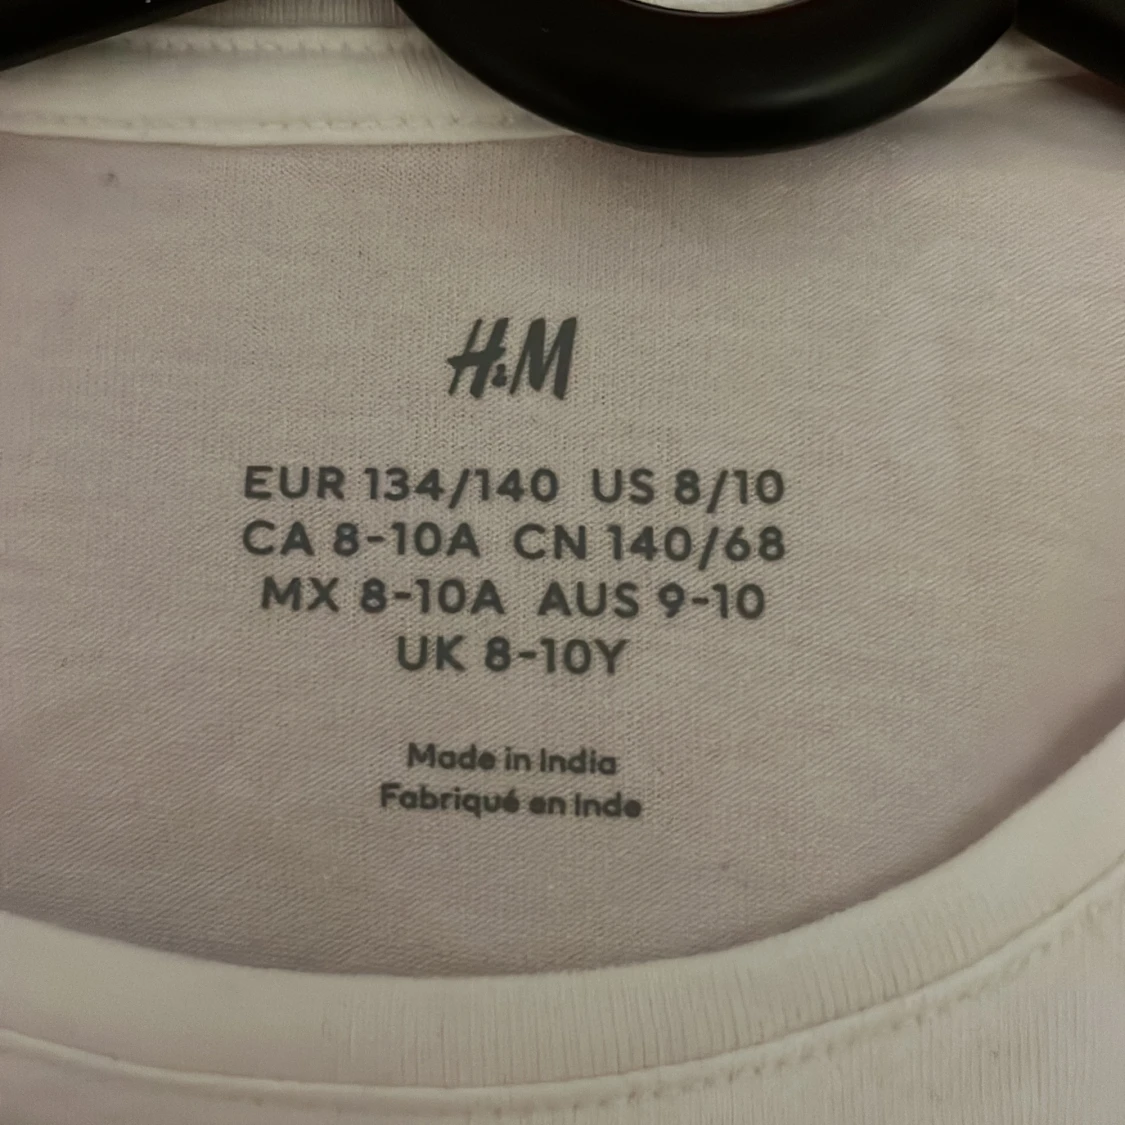 H&M
EUR 134/140 US 8/10
CA 8-10A CN 140/68
MX 8-10A AUS 9-10
UK 8-10Y
Made in India
Fabriqué en Inde